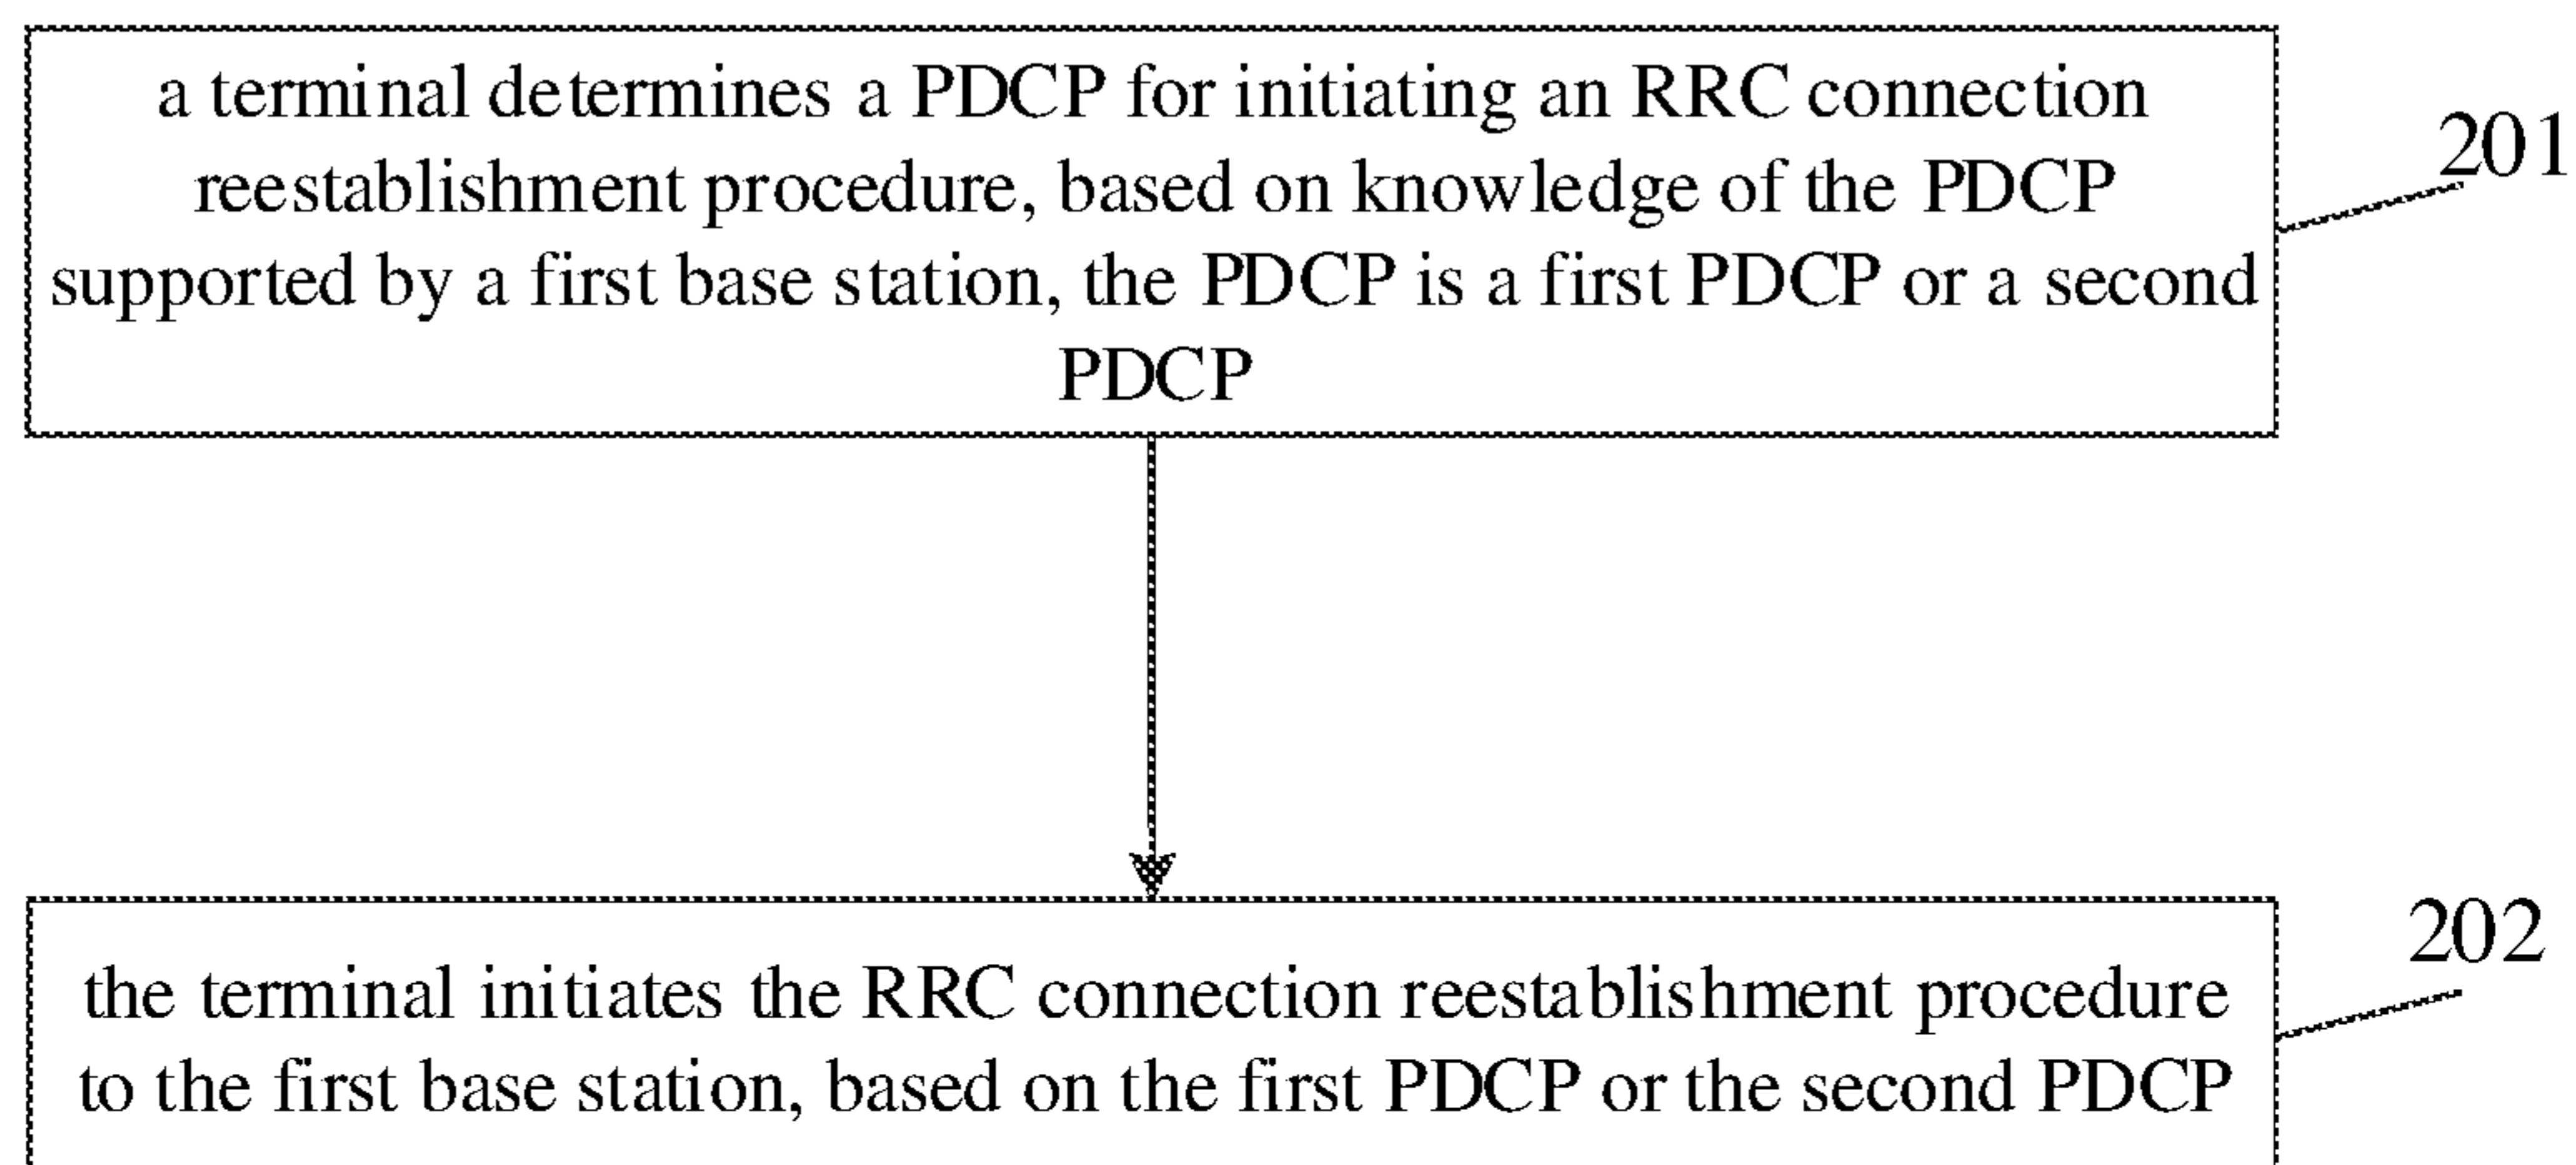 a terminal determines a PDCP for initiating an RRC connection
reestablishment procedure, based on knowledge of the PDCP
supported by a first base station, the PDCP is a first PDCP or a second
PDCP
201
the terminal initiates the RRC connection reestablishment procedure
to the first base station, based on the first PDCP or the second PDCP
202